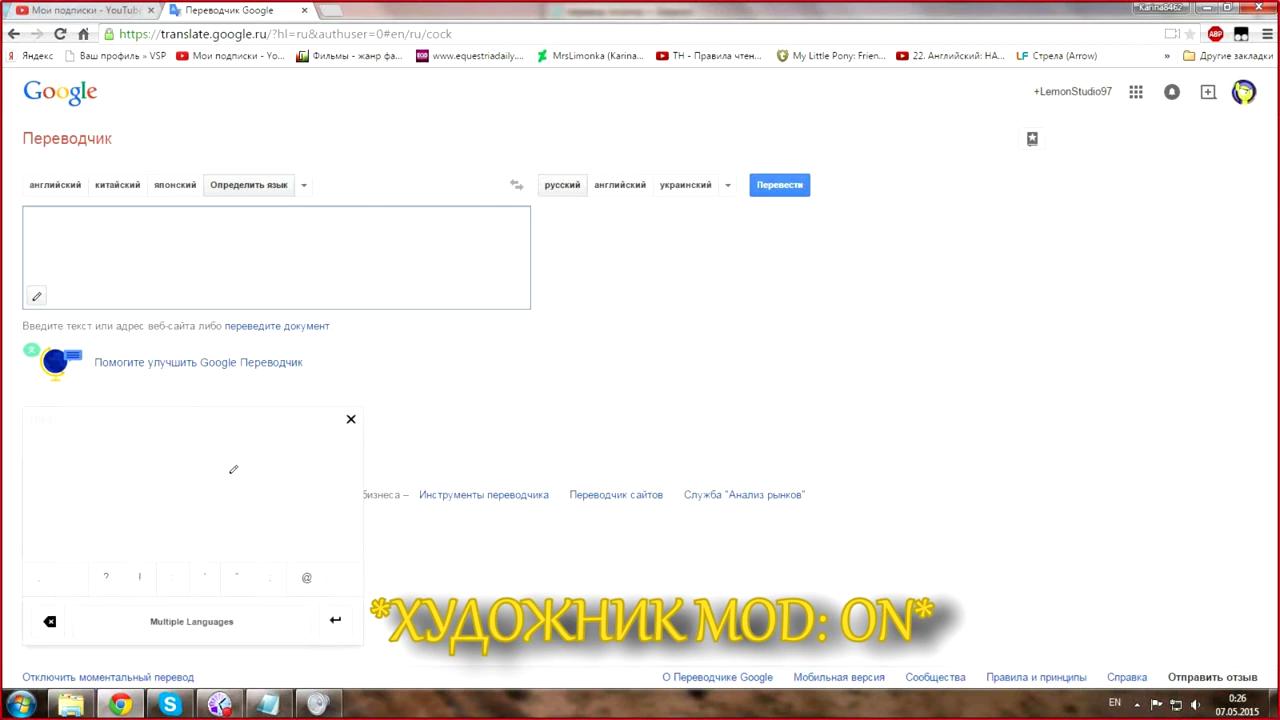 Мои подписки - YouTube
Переводчик Google
Karina8462
https://translate.google.ru/?hl=ru&authuser=0#en/ru/cock
ABP
Яндекс
Ваш профиль » VSP
Мои подписки - Yo...
Фильмы - жанр фа...
www.equestriadaily....
MrsLimonka (Karina...
TH - Правила чтен...
My Little Pony: Frien...
22. Английский: НА...
LF Стрела (Arrow)
»
Другие закладки
Google
+LemonStudio97
Переводчик
английский китайский японский Определить язык
русский английский украинский Перевести
Введите текст или адрес веб-сайта либо переведите документ
Помогите улучшить Google Переводчик
бизнеса – Инструменты переводчика Переводчик сайтов Служба "Анализ рынков"
. ? ! : ' " ; @
Multiple Languages
*ХУДОЖНИК MOD: ON*
Отключить моментальный перевод
О Переводчике Google Мобильная версия Сообщества Правила и принципы Справка Отправить отзыв
EN
0:26
07.05.2015